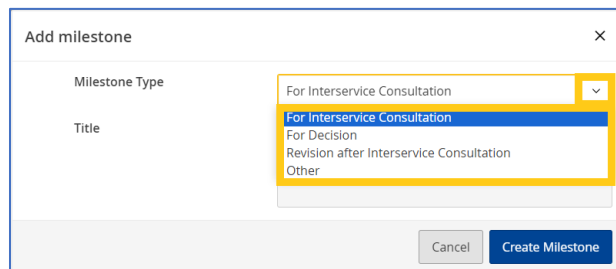 Add milestone ×
Milestone Type
For Interservice Consultation
Title
For Interservice Consultation
For Decision
Revision after Interservice Consultation
Other
Cancel Create Milestone